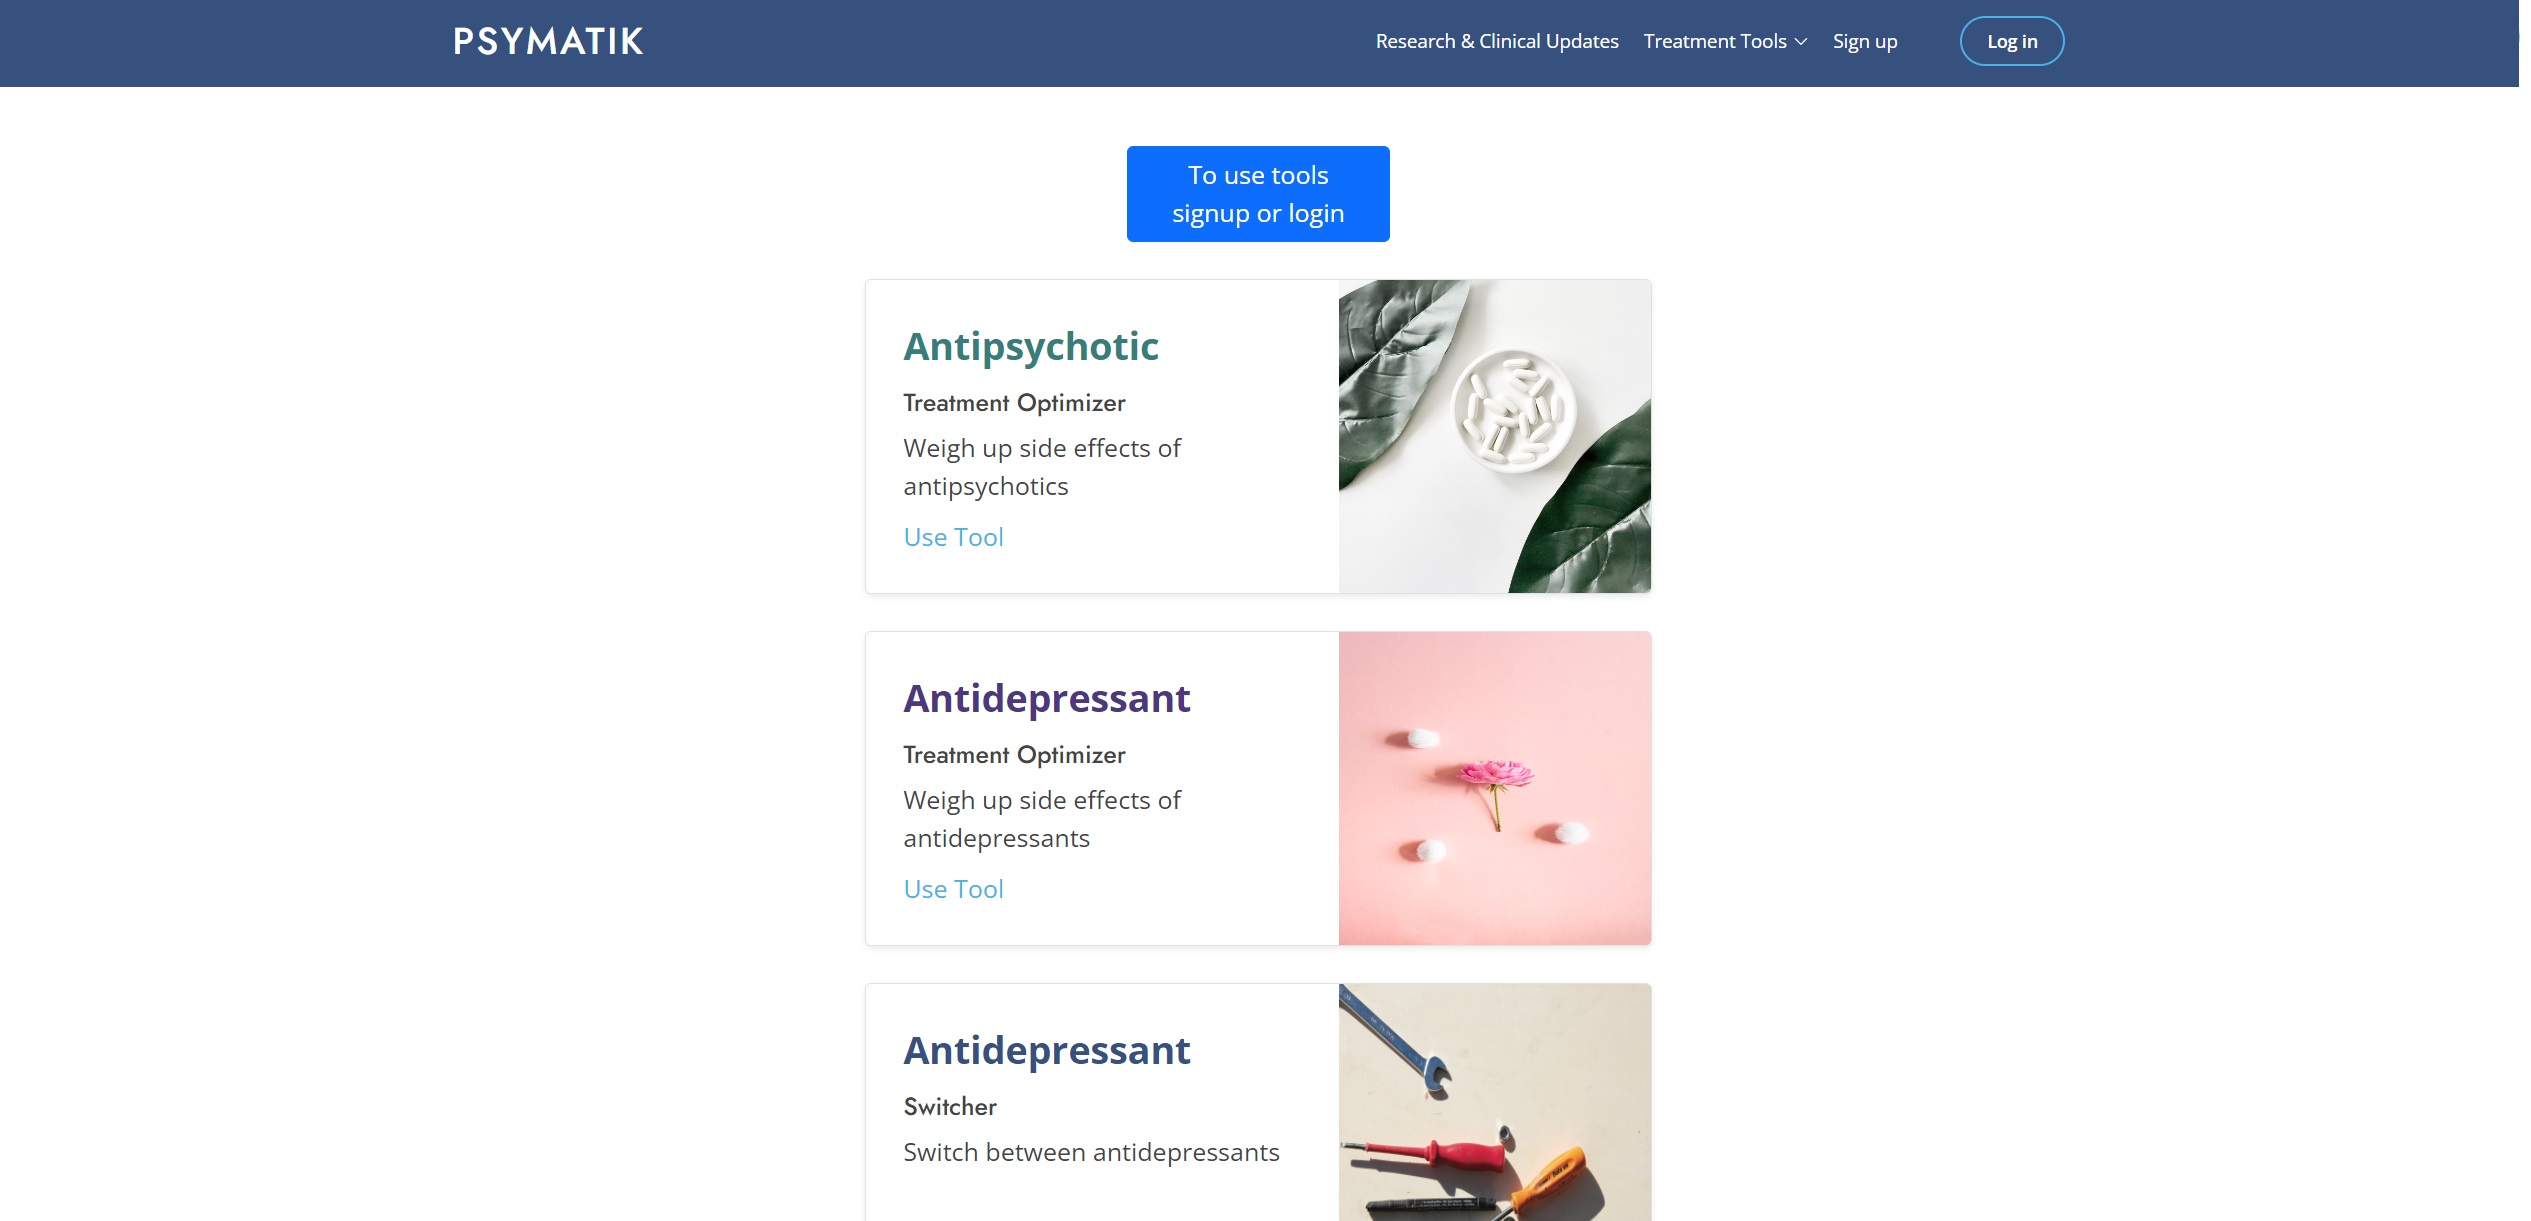 PSYMATIK
Research & Clinical Updates
Treatment Tools
Sign up
Log in
To use tools
signup or login
Antipsychotic
Treatment Optimizer
Weigh up side effects of
antipsychotics
Use Tool
Antidepressant
Treatment Optimizer
Weigh up side effects of
antidepressants
Use Tool
Antidepressant
Switcher
Switch between antidepressants